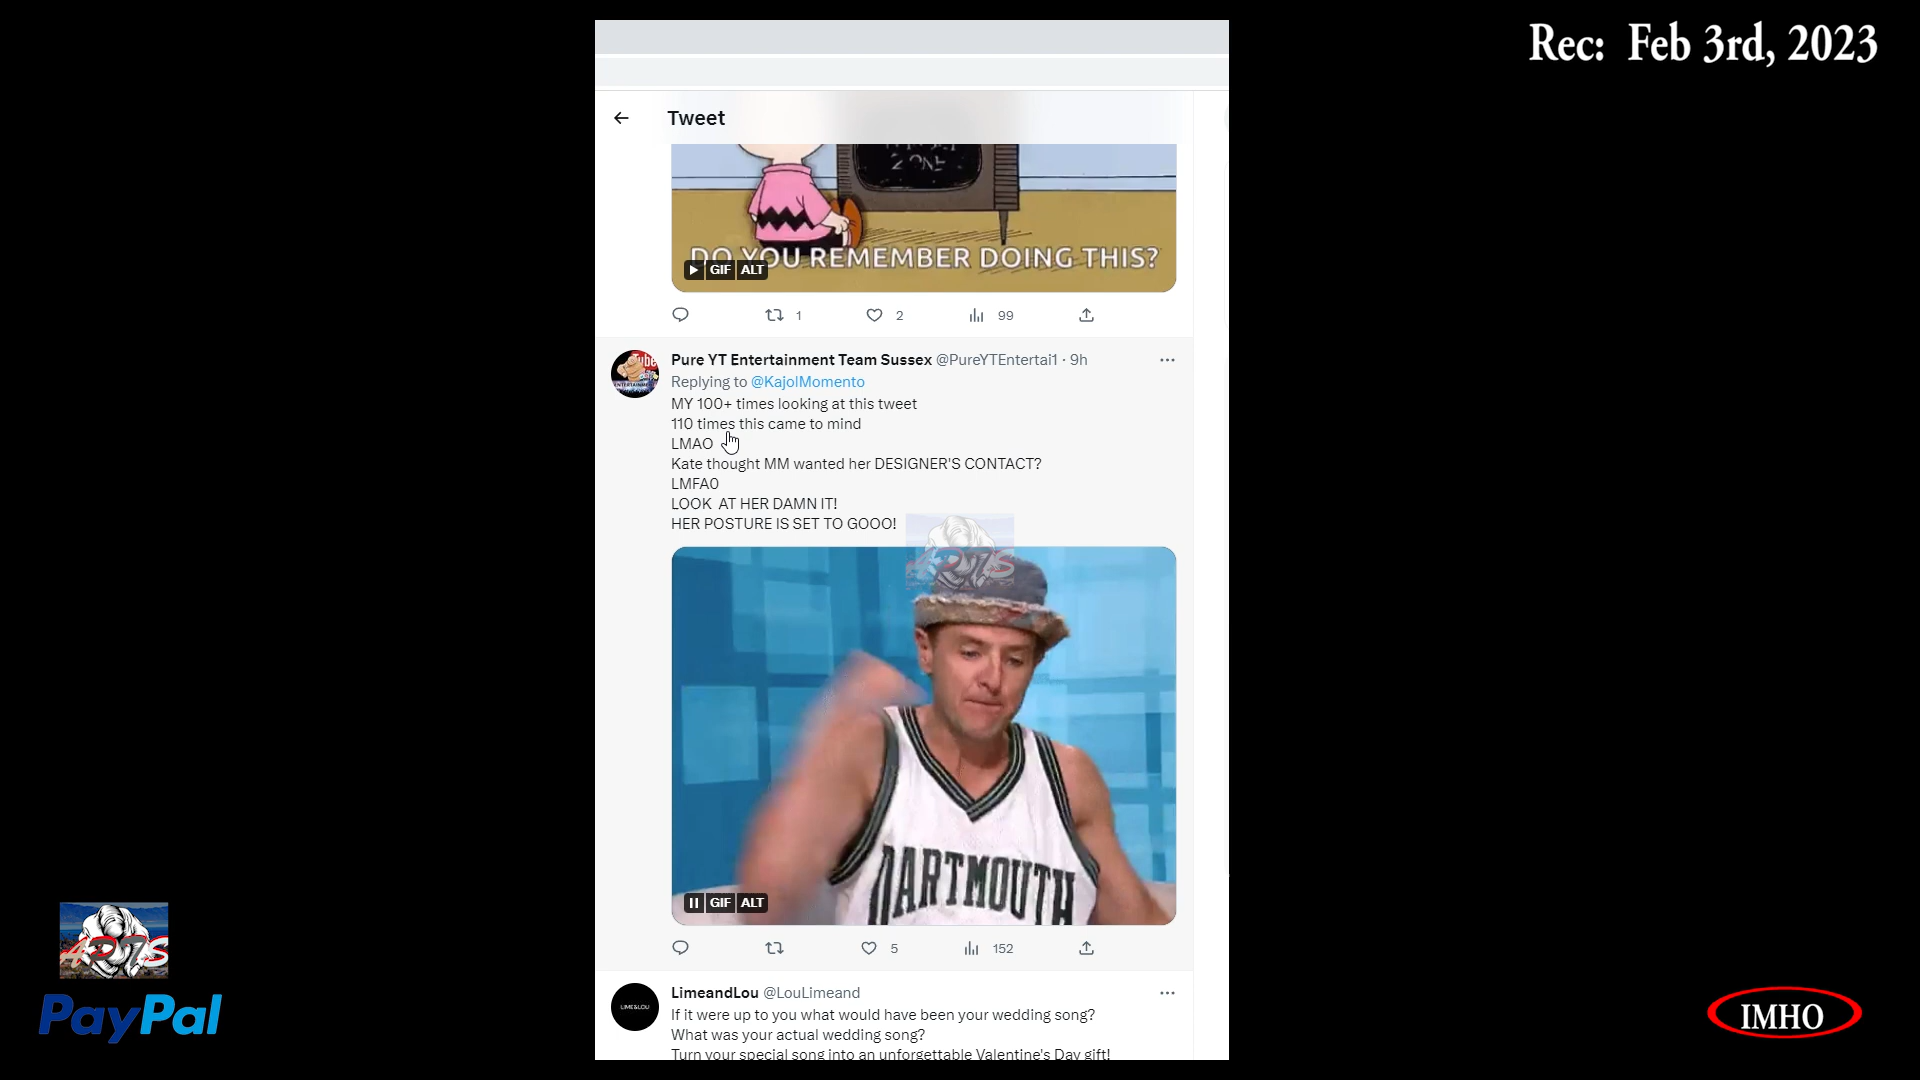 Rec: Feb 3rd, 2023
Tweet
ZONE
DO YOU REMEMBER DOING THIS?
GIF ALT
1 2 99
Pure YT Entertainment Team Sussex @PureYTEntertai1 · 9h
Replying to @KajolMomento
MY 100+ times looking at this tweet
110 times this came to mind
LMAO
Kate thought MM wanted her DESIGNER'S CONTACT?
LMFA0
LOOK AT HER DAMN IT!
HER POSTURE IS SET TO GOOO!
DARTMOUTH
GIF ALT
5 152
LimeandLou @LouLimeand
If it were up to you what would have been your wedding song?
What was your actual wedding song?
Turn your special song into an unforgettable Valentine's Day gift!
LIME&LOU
PayPal
IMHO